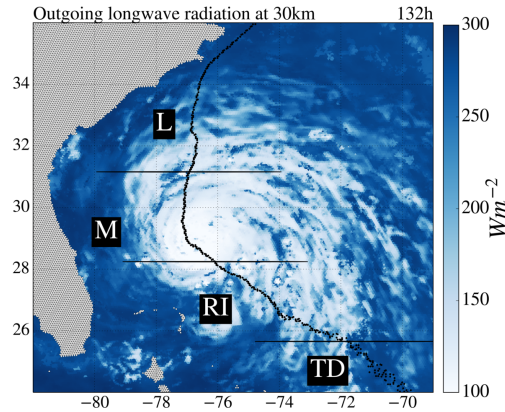 Outgoing longwave radiation at 30km 132h
300
34
L
32
250
30
M
200
28
RI
150
26
TD
100
−80 −78 −76 −74 −72 −70
Wm⁻²